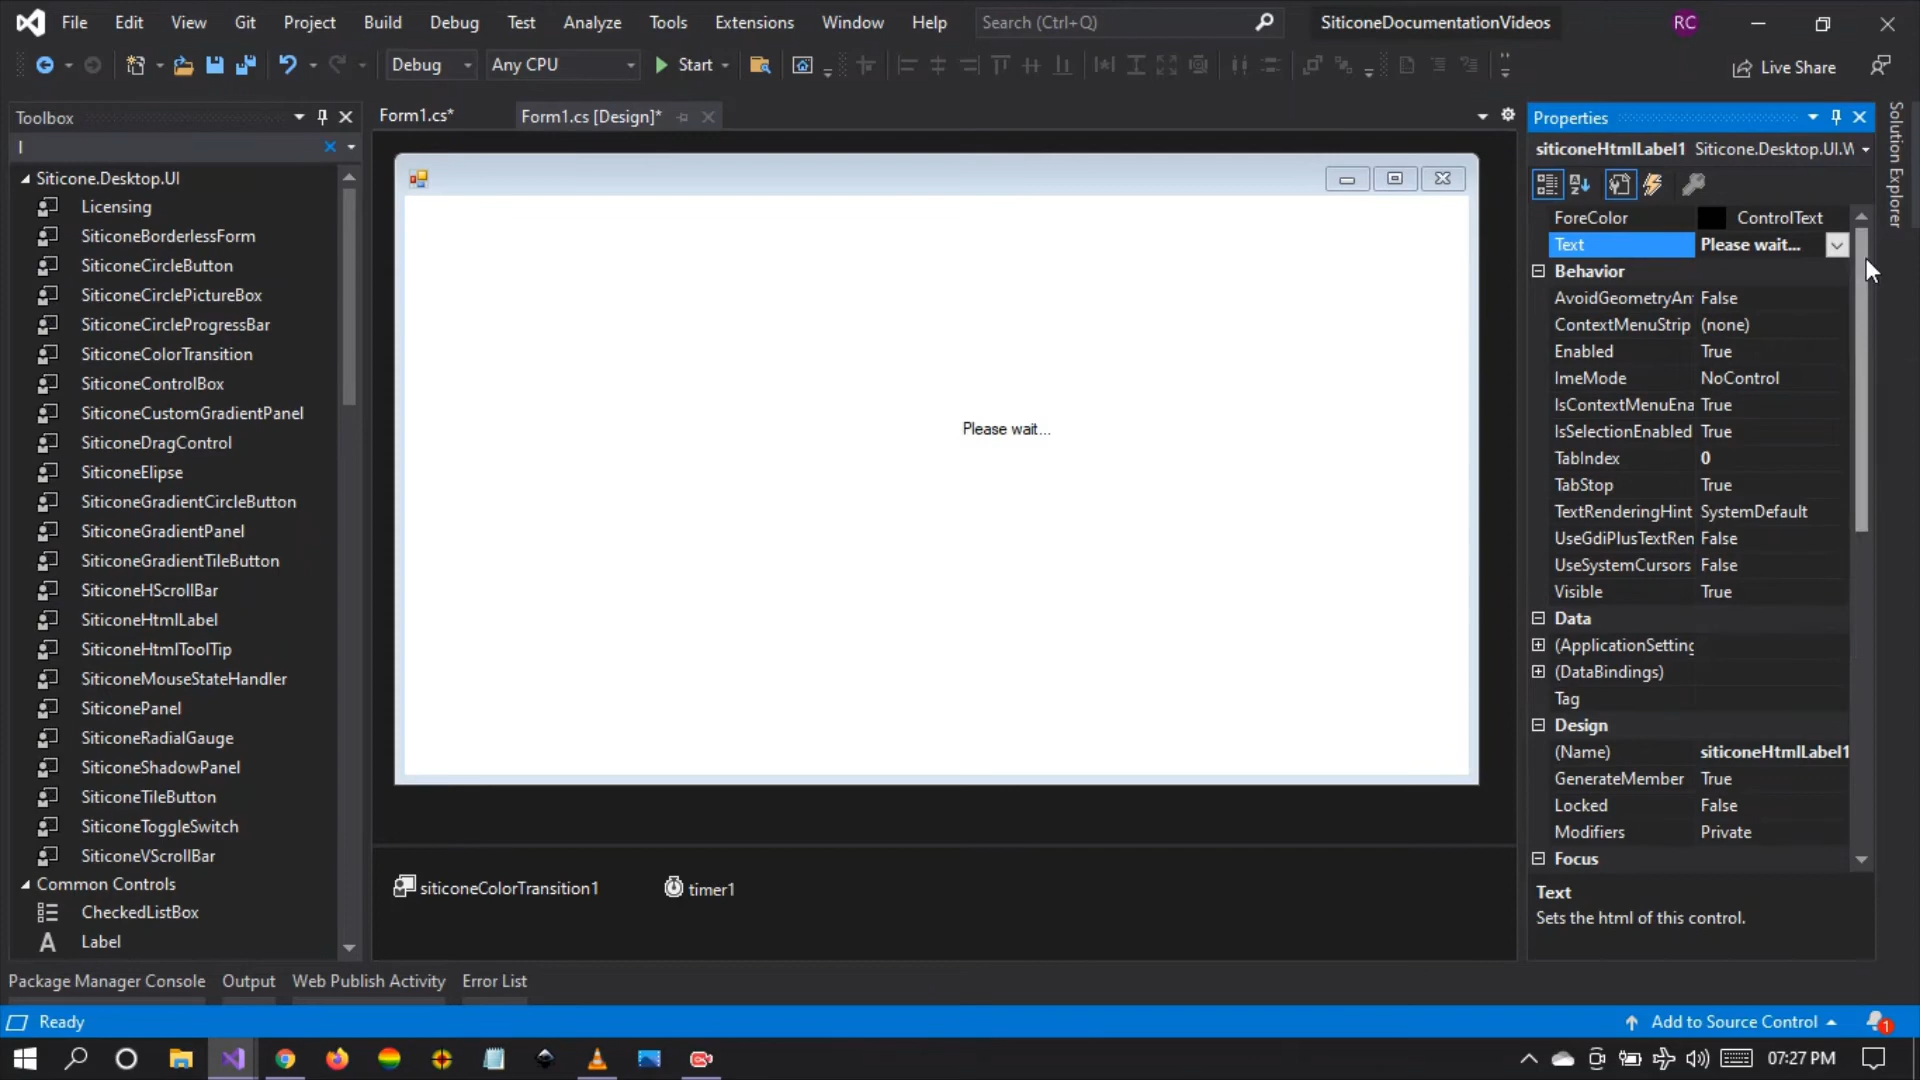 File Edit View Git Project Build Debug Test Analyze Tools Extensions Window Help Search (Ctrl+Q) SiticoneDocumentationVideos RC
Debug Any CPU Start Live Share
Toolbox
l
Siticone.Desktop.UI
Licensing
SiticoneBorderlessForm
SiticoneCircleButton
SiticoneCirclePictureBox
SiticoneCircleProgressBar
SiticoneColorTransition
SiticoneControlBox
SiticoneCustomGradientPanel
SiticoneDragControl
SiticoneElipse
SiticoneGradientCircleButton
SiticoneGradientPanel
SiticoneGradientTileButton
SiticoneHScrollBar
SiticoneHtmlLabel
SiticoneHtmlToolTip
SiticoneMouseStateHandler
SiticonePanel
SiticoneRadialGauge
SiticoneShadowPanel
SiticoneTileButton
SiticoneToggleSwitch
SiticoneVScrollBar
Common Controls
CheckedListBox
A Label
Form1.cs* Form1.cs [Design]*
Please wait...
siticoneColorTransition1 timer1
Properties
siticoneHtmlLabel1 Siticone.Desktop.UI.W
ForeColor ControlText
Text Please wait...
Behavior
AvoidGeometryAn False
ContextMenuStrip (none)
Enabled True
ImeMode NoControl
IsContextMenuEna True
IsSelectionEnabled True
TabIndex 0
TabStop True
TextRenderingHint SystemDefault
UseGdiPlusTextRen False
UseSystemCursors False
Visible True
Data
(ApplicationSetting
(DataBindings)
Tag
Design
(Name) siticoneHtmlLabel1
GenerateMember True
Locked False
Modifiers Private
Focus
Text
Sets the html of this control.
Solution Explorer
Package Manager Console Output Web Publish Activity Error List
Ready Add to Source Control 1
07:27 PM